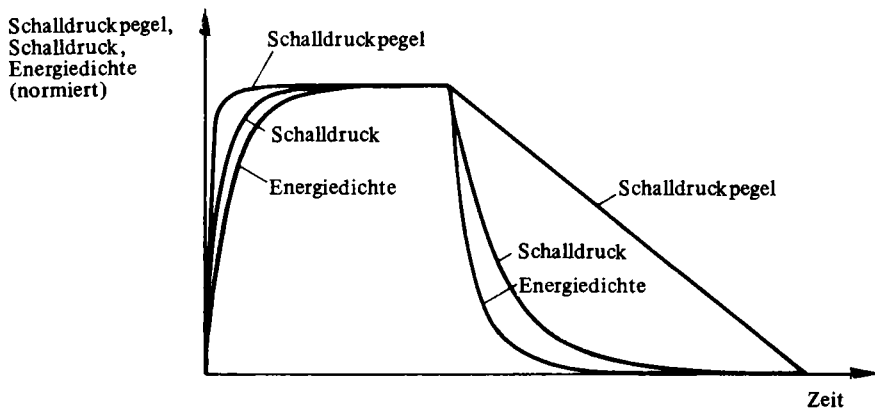 Schalldruckpegel,
Schalldruck,
Energiedichte
(normiert)
Schalldruckpegel
Schalldruck
Energiedichte
Schalldruckpegel
Schalldruck
Energiedichte
Zeit